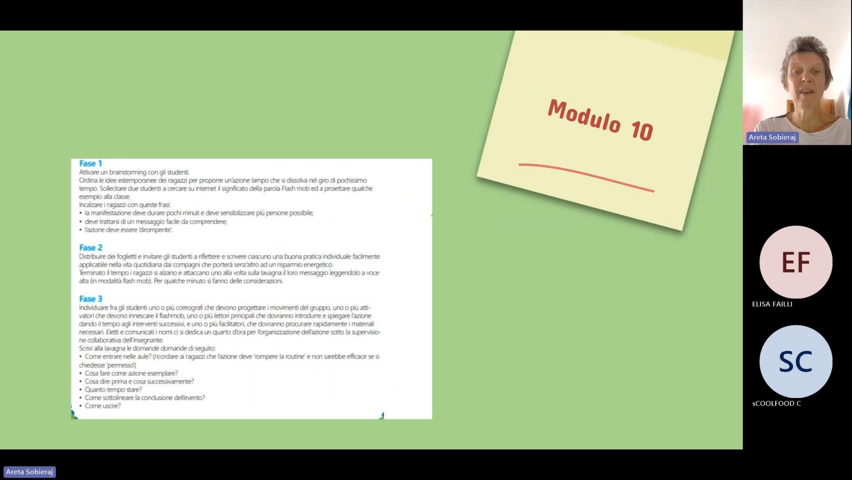 Modulo 10
Fase 1
Attivare un brainstorming con gli studenti.
Ordina le idee estemporanee dei ragazzi per proporre un'azione lampo che si dissolva nel giro di pochissimo
tempo. Sollecitare due studenti a cercare su internet il significato della parola Flash mob ed a proiettare qualche
esempio alla classe.
Incalzare i ragazzi con queste frasi:
• la manifestazione deve durare pochi minuti e deve sensibilizzare più persone possibile;
• deve trattarsi di un messaggio facile da comprendere;
• l'azione deve essere 'dirompente'.
Fase 2
Distribuire dei foglietti e invitare gli studenti a riflettere e scrivere ciascuno una buona pratica individuale facilmente
applicabile nella vita quotidiana dai compagni che porterà senz'altro ad un risparmio energetico.
Terminato il tempo i ragazzi si alzano e attaccano uno alla volta sulla lavagna il loro messaggio leggendolo a voce
alta (in modalità flash mob). Per qualche minuto si fanno delle considerazioni.
Fase 3
Individuare fra gli studenti uno o più coreografi che devono progettare i movimenti del gruppo, uno o più atti-
vatori che devono innescare il flashmob, uno o più lettori principali che dovranno introdurre e spiegare l'azione
dando il tempo agli interventi successivi, e uno o più facilitatori, che dovranno procurare rapidamente i materiali
necessari. Eletti e comunicati i nomi ci si dedica un quarto d'ora per l'organizzazione dell'azione sotto la supervisio-
ne collaborativa dell'insegnante.
Scrivi alla lavagna le domande domande di seguito:
• Come entrare nelle aule? (ricordare ai ragazzi che l'azione deve 'rompere la routine' e non sarebbe efficace se si
chiedesse 'permesso')
• Cosa fare come azione esemplare?
• Cosa dire prima e cosa successivamente?
• Quanto tempo stare?
• Come sottolineare la conclusione dell'evento?
• Come uscire?
Areta Sobieraj
EF
ELISA FAILLI
SC
sCOOLFOOD C
Areta Sobieraj